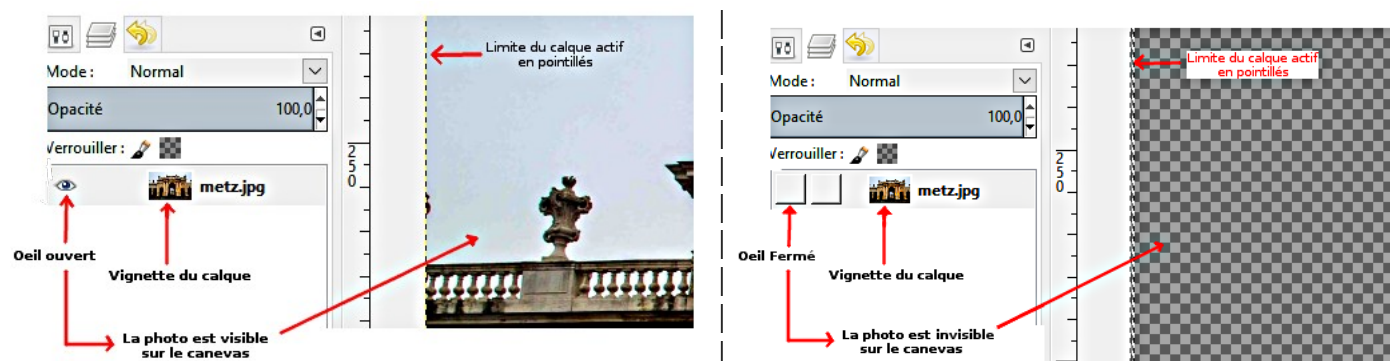 Limite du calque actif
en pointillés
Mode :
Normal
Opacité
100,0
Verrouiller :
250
metz.jpg
Oeil ouvert
Vignette du calque
La photo est visible
sur le canevas
Limite du calque actif
en pointillés
Mode :
Normal
Opacité
100,0
Verrouiller :
250
metz.jpg
Oeil Fermé
Vignette du calque
La photo est invisible
sur le canevas